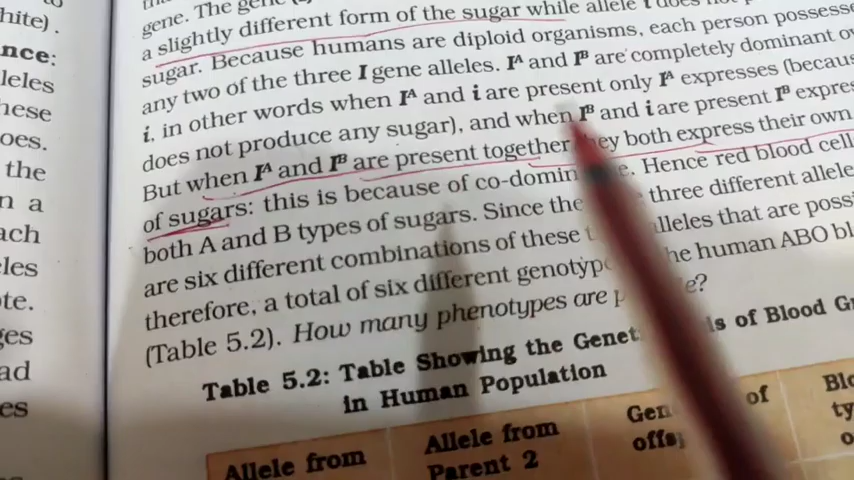 hite) .
nce:
lleles
hese
oes.
the
n a
ach
eles
ote.
ges
ad
es
gene. The gene
a slightly different form of the sugar while allele i does
sugar. Because humans are diploid organisms, each person possesse
any two of the three I gene alleles. Iᴬ and Iᴮ are completely dominant o
i, in other words when Iᴬ and i are present only Iᴬ expresses (becaus
does not produce any sugar), and when Iᴮ and i are present Iᴮ expre
But when Iᴬ and Iᴮ are present together hey both express their own
of sugars: this is because of co-domin e. Hence red blood cell
both A and B types of sugars. Since the three different allele
are six different combinations of these t alleles that are possi
therefore, a total of six different genotyp he human ABO bl
(Table 5.2). How many phenotypes are p e?
Table 5.2: Table Showing the Genet s of Blood G
in Human Population
Allele from
Allele from
Parent 2
Gen of
offs
Blo
ty
o